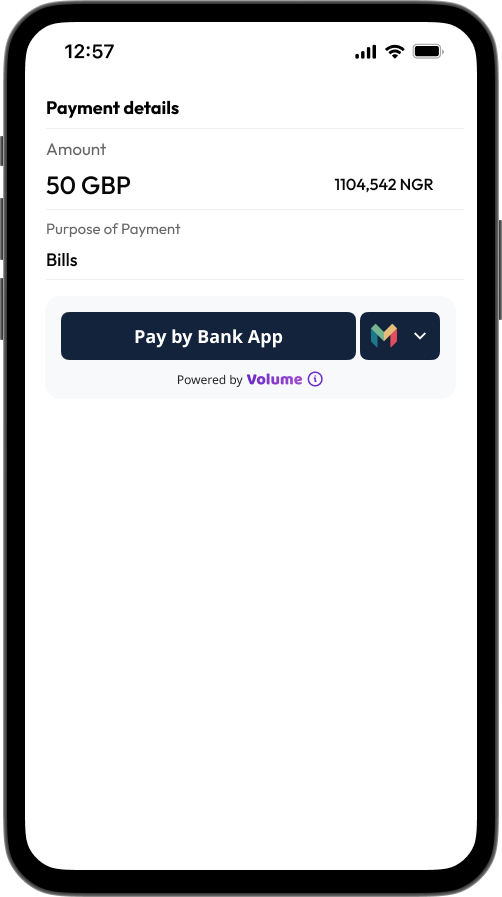 12:57
Payment details
Amount
50 GBP 1104,542 NGR
Purpose of Payment
Bills
Pay by Bank App
Powered by Volume